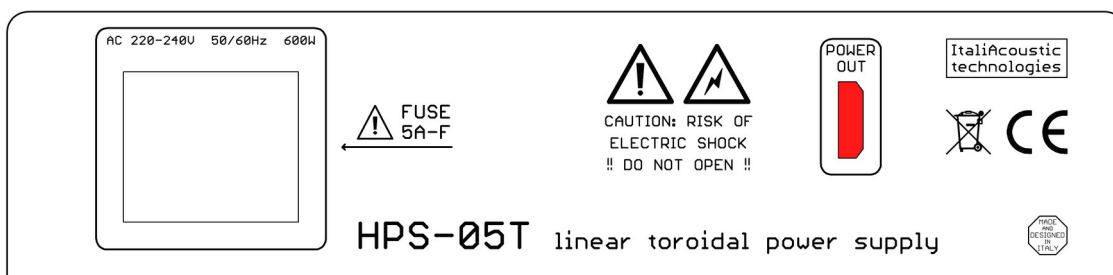 AC 220-240V 50/60Hz 600W
FUSE
5A-F
CAUTION: RISK OF
ELECTRIC SHOCK
!! DO NOT OPEN !!
POWER
OUT
ItaliAcoustic
technologies
CE
HPS-05T linear toroidal power supply
MADE
AND
DESIGNED
IN
ITALY